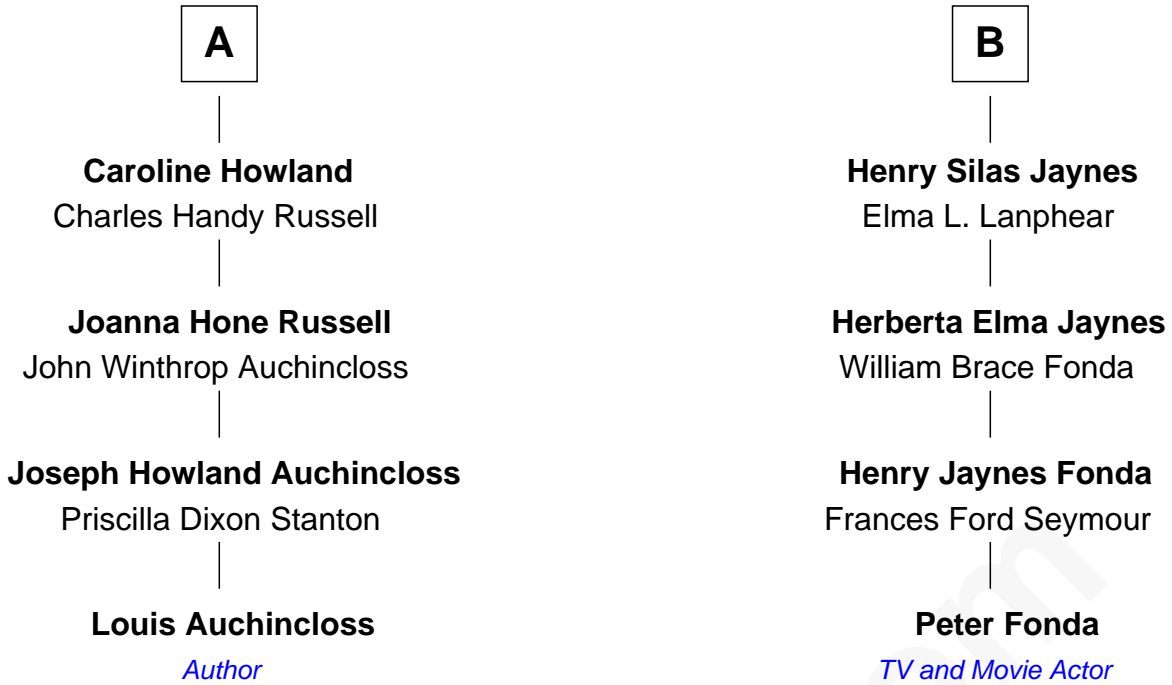 A
Caroline Howland
Charles Handy Russell
Joanna Hone Russell
John Winthrop Auchincloss
Joseph Howland Auchincloss
Priscilla Dixon Stanton
Louis Auchincloss
Author
B
Henry Silas Jaynes
Elma L. Lanphear
Herberta Elma Jaynes
William Brace Fonda
Henry Jaynes Fonda
Frances Ford Seymour
Peter Fonda
TV and Movie Actor